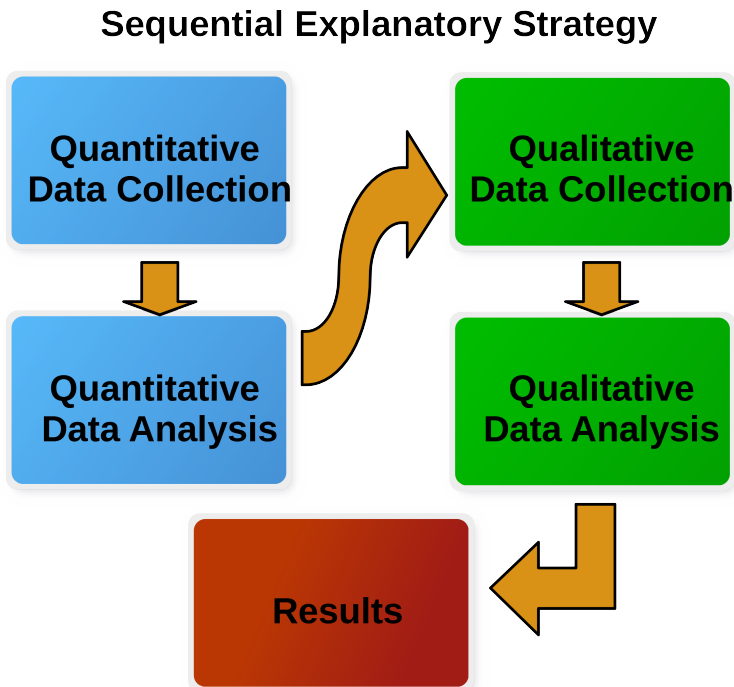 Sequential Explanatory Strategy
Quantitative
Data Collection
Quantitative
Data Analysis
Qualitative
Data Collection
Qualitative
Data Analysis
Results